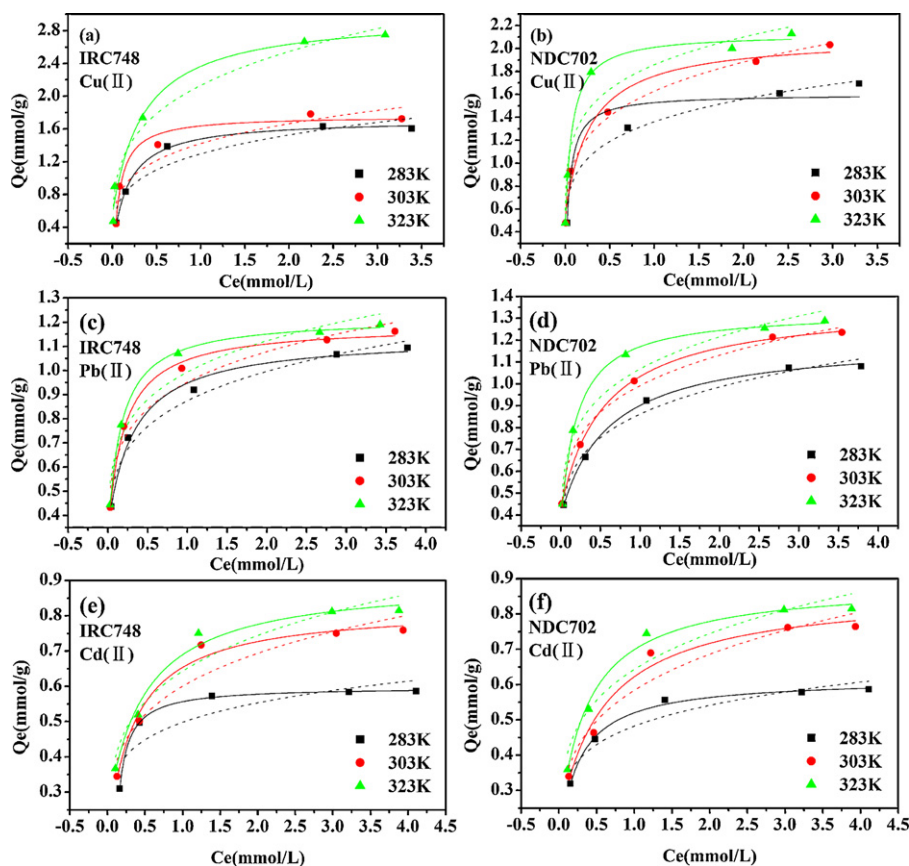 (a)
IRC748
Cu(Ⅱ)
Qe(mmol/g)
2.8
2.4
2.0
1.6
1.2
0.8
0.4
283K
303K
323K
-0.5 0.0 0.5 1.0 1.5 2.0 2.5 3.0 3.5
Ce(mmol/L)
(b)
NDC702
Cu(Ⅱ)
Qe(mmol/g)
2.2
2.0
1.8
1.6
1.4
1.2
1.0
0.8
0.6
0.4
283K
303K
323K
-0.5 0.0 0.5 1.0 1.5 2.0 2.5 3.0 3.5
Ce(mmol/L)
(c)
IRC748
Pb(Ⅱ)
Qe(mmol/g)
1.3
1.2
1.1
1.0
0.9
0.8
0.7
0.6
0.5
0.4
283K
303K
323K
-0.5 0.0 0.5 1.0 1.5 2.0 2.5 3.0 3.5 4.0
Ce(mmol/L)
(d)
NDC702
Pb(Ⅱ)
Qe(mmol/g)
1.4
1.3
1.2
1.1
1.0
0.9
0.8
0.7
0.6
0.5
0.4
283K
303K
323K
-0.5 0.0 0.5 1.0 1.5 2.0 2.5 3.0 3.5 4.0
Ce(mmol/L)
(e)
IRC748
Cd(Ⅱ)
Qe(mmol/g)
0.9
0.8
0.7
0.6
0.5
0.4
0.3
283K
303K
323K
-0.5 0.0 0.5 1.0 1.5 2.0 2.5 3.0 3.5 4.0 4.5
Ce(mmol/L)
(f)
NDC702
Cd(Ⅱ)
Qe(mmol/g)
0.9
0.8
0.7
0.6
0.5
0.4
0.3
283K
303K
323K
-0.5 0.0 0.5 1.0 1.5 2.0 2.5 3.0 3.5 4.0 4.5
Ce(mmol/L)